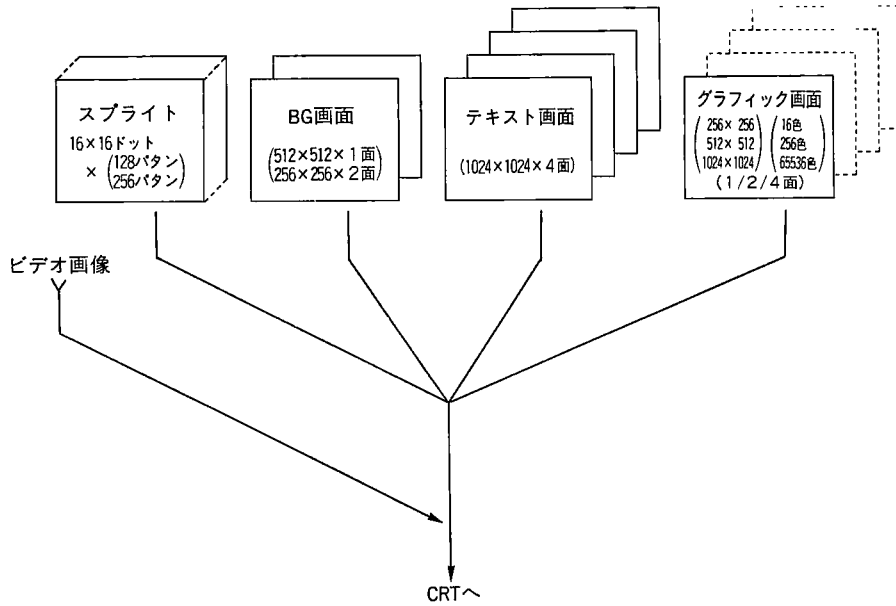 スプライト
16×16ドット
×(128パタン
256パタン)
BG画面
(512×512×1面
256×256×2面)
テキスト画面
(1024×1024×4面)
グラフィック画面
(256×256
512×512
1024×1024)
(16色
256色
65536色)
(1/2/4面)
ビデオ画像
CRTへ